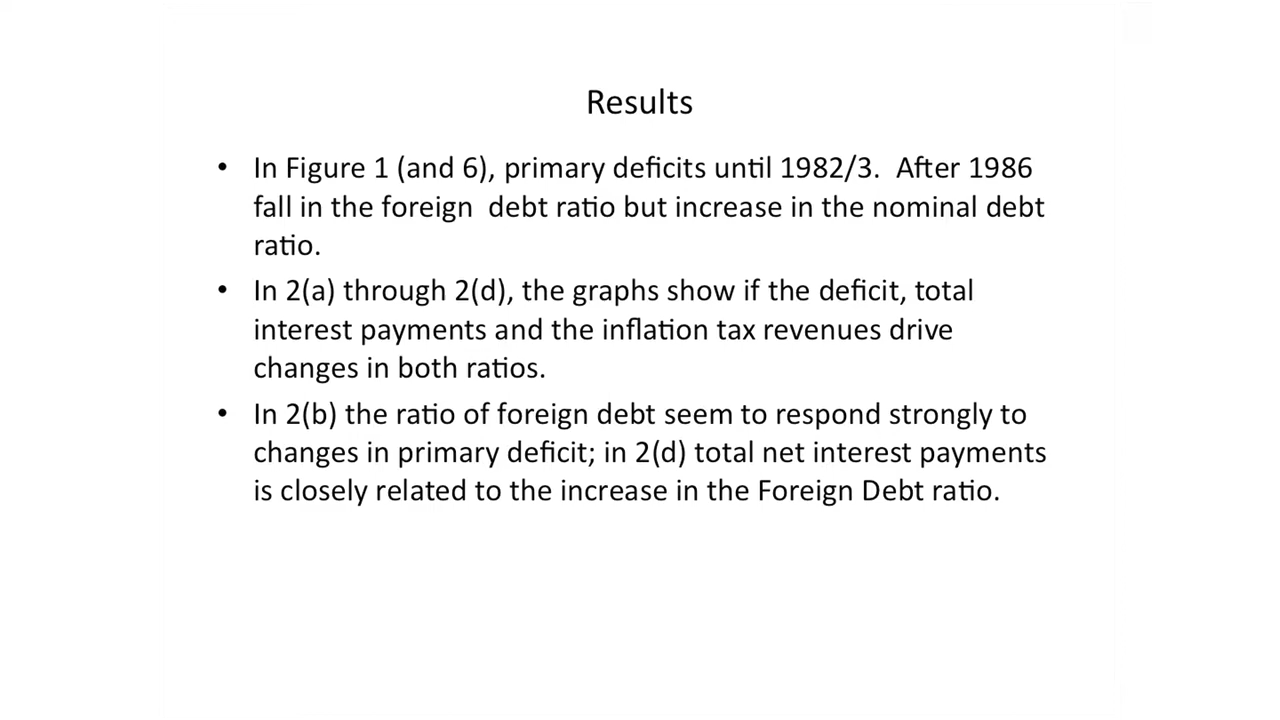 Results
• In Figure 1 (and 6), primary deficits until 1982/3.  After 1986
fall in the foreign  debt ratio but increase in the nominal debt
ratio.
• In 2(a) through 2(d), the graphs show if the deficit, total
interest payments and the inflation tax revenues drive
changes in both ratios.
• In 2(b) the ratio of foreign debt seem to respond strongly to
changes in primary deficit; in 2(d) total net interest payments
is closely related to the increase in the Foreign Debt ratio.